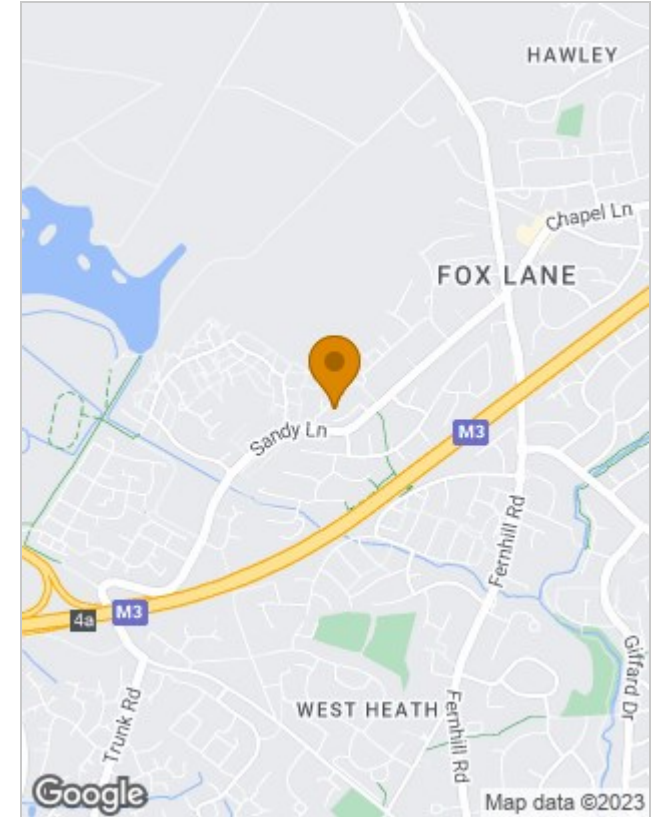 HAWLEY
Chapel Ln
FOX LANE
M3
Sandy Ln
Fernhill Rd
M3
4a
Giffard Dr
WEST HEATH
Fernhill Rd
Trunk Rd
Google
Map data ©2023